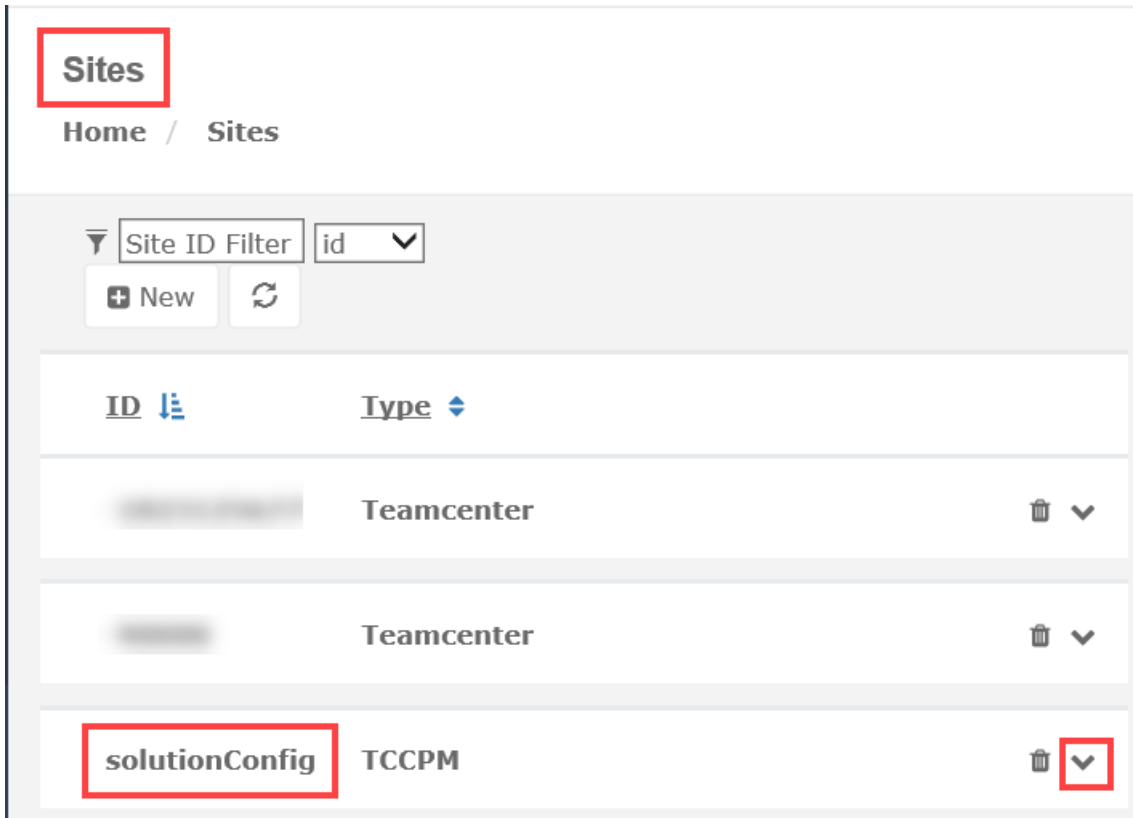 Sites
Home / Sites
Site ID Filter id
New
ID Type
Teamcenter
Teamcenter
solutionConfig TCCPM